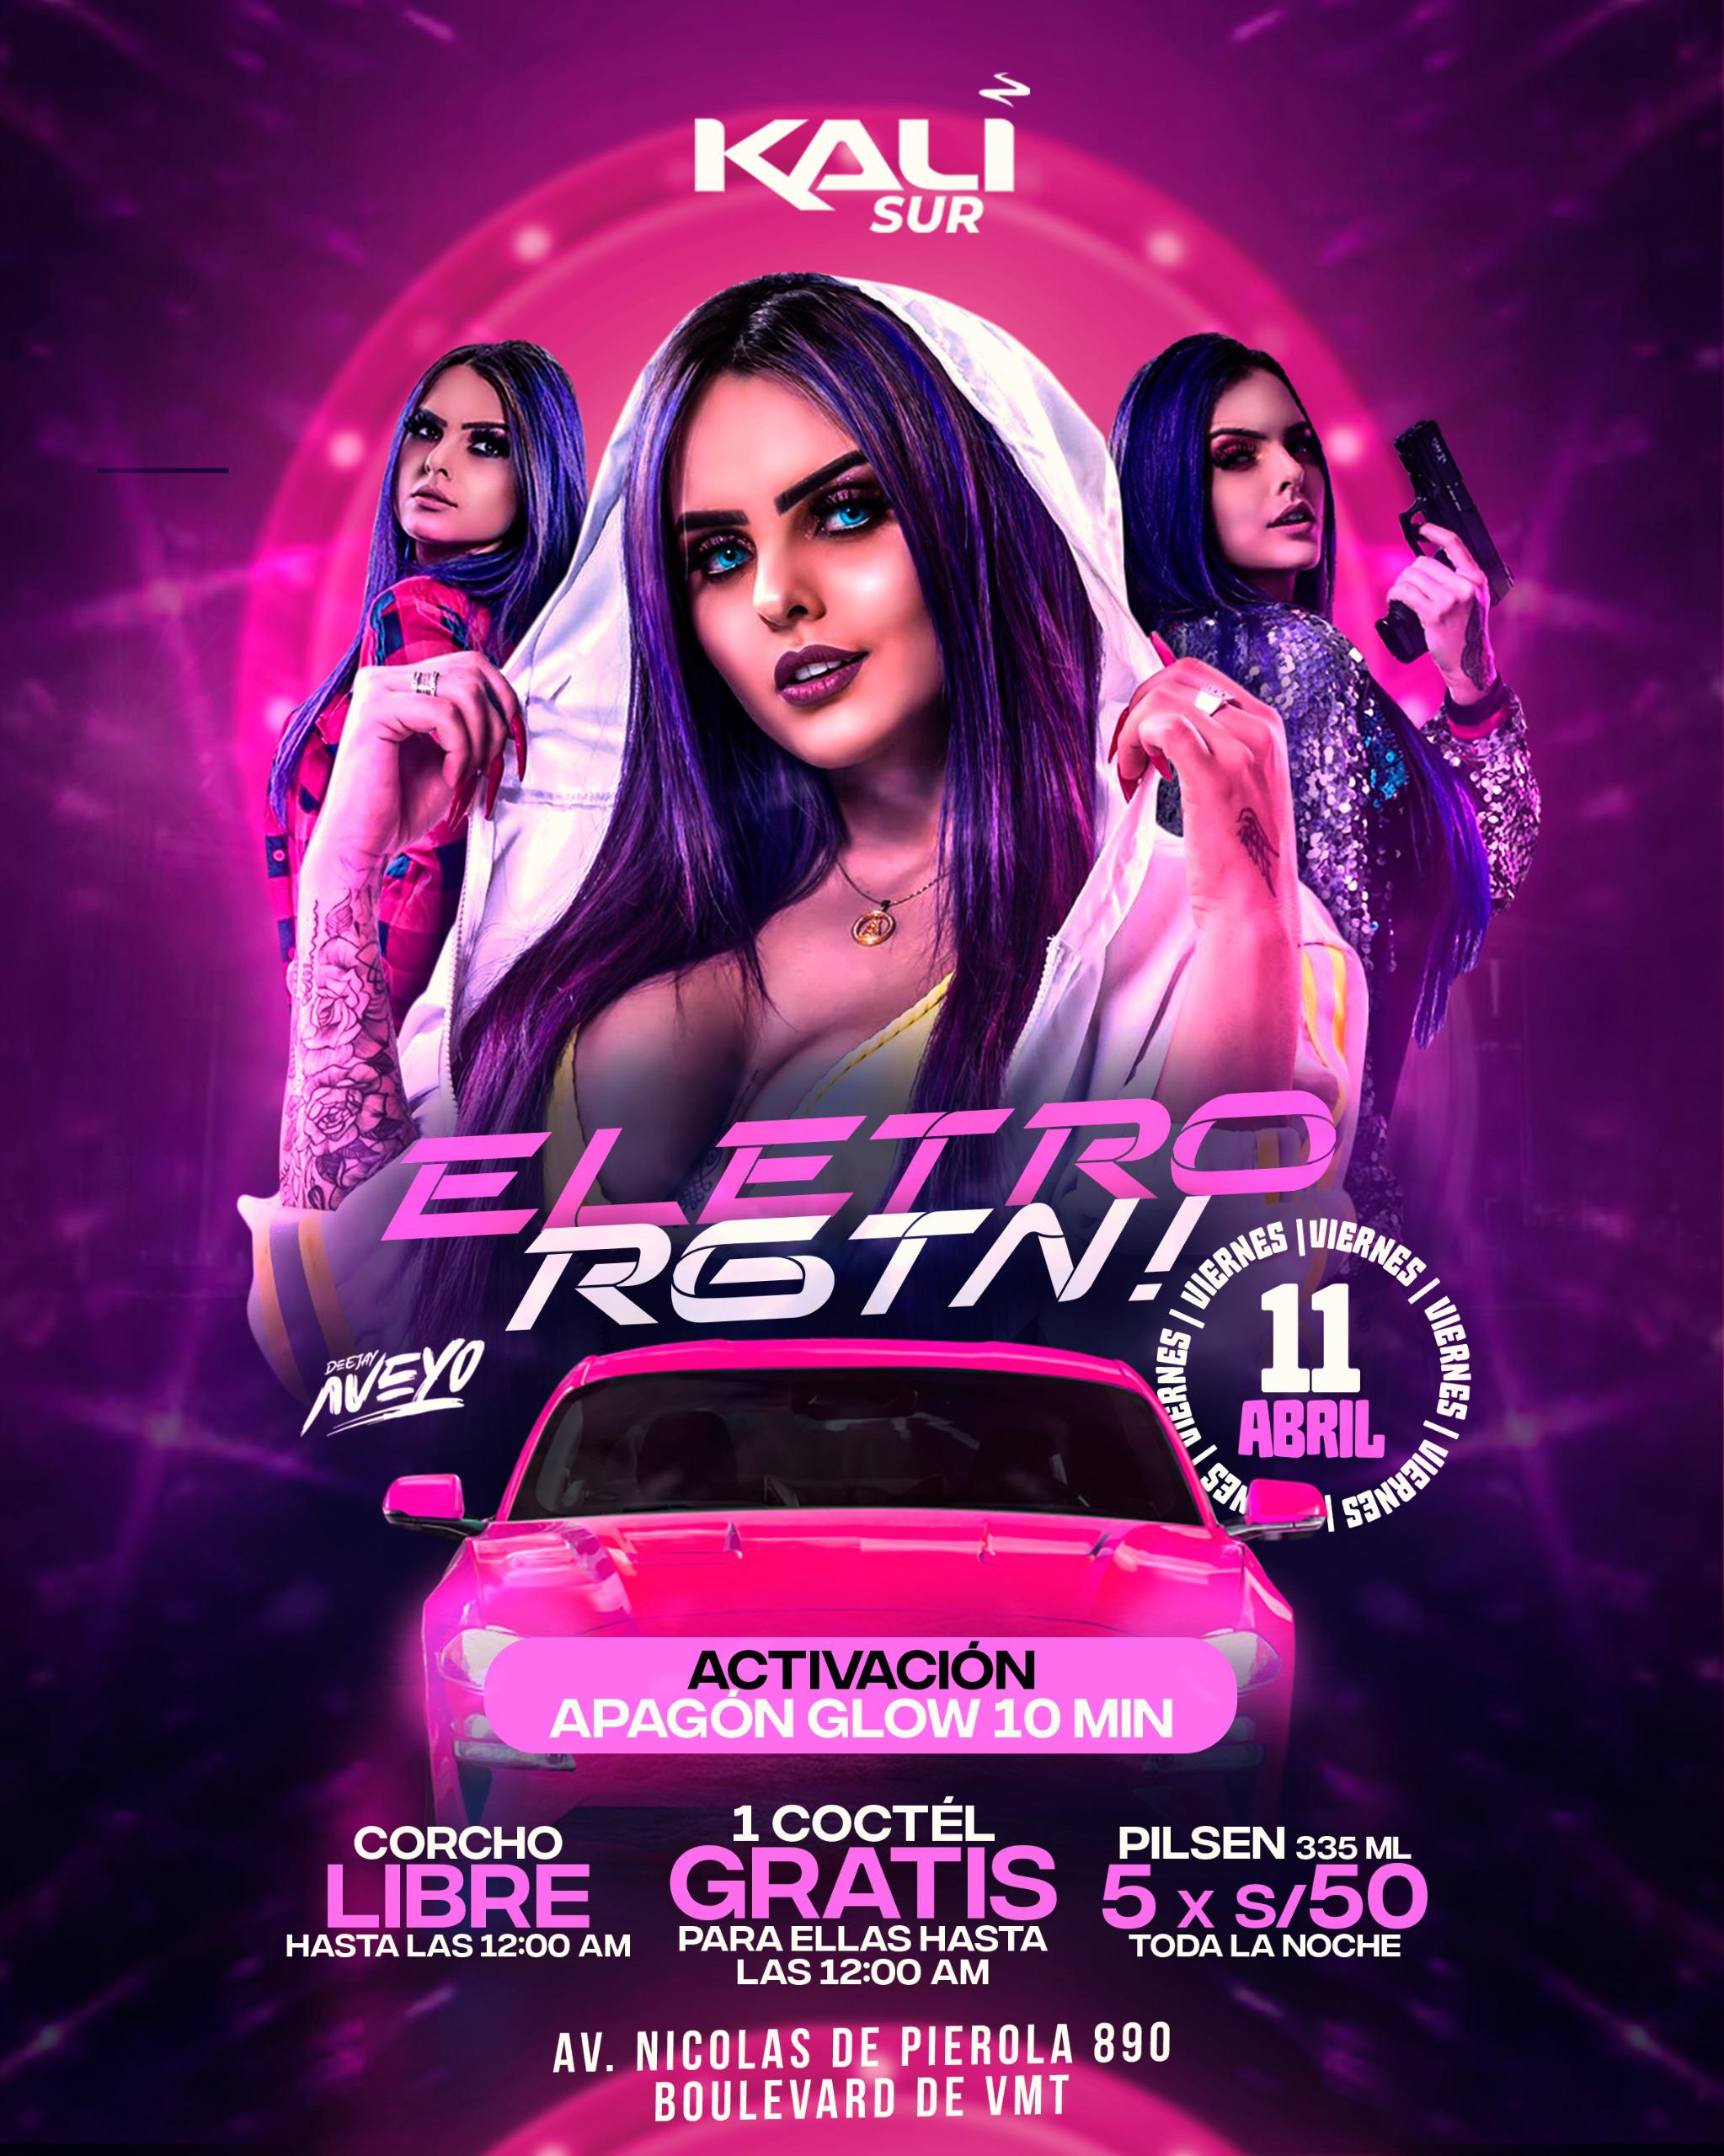 KALI
SUR
ELETRO
RGTN!
DEEJAY
AVEYO
VIERNES | VIERNES | VIERNES | VIERNES | NES | VIERNES |
11
ABRIL
ACTIVACIÓN
APAGÓN GLOW 10 MIN
CORCHO
LIBRE
HASTA LAS 12:00 AM
1 COCTÉL
GRATIS
PARA ELLAS HASTA
LAS 12:00 AM
PILSEN 335 ML
5 X S/50
TODA LA NOCHE
AV. NICOLAS DE PIEROLA 890
BOULEVARD DE VMT